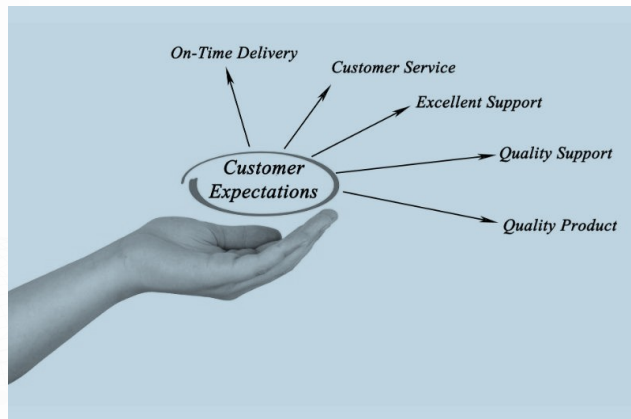 On-Time Delivery
Customer Service
Excellent Support
Customer
Expectations
Quality Support
Quality Product